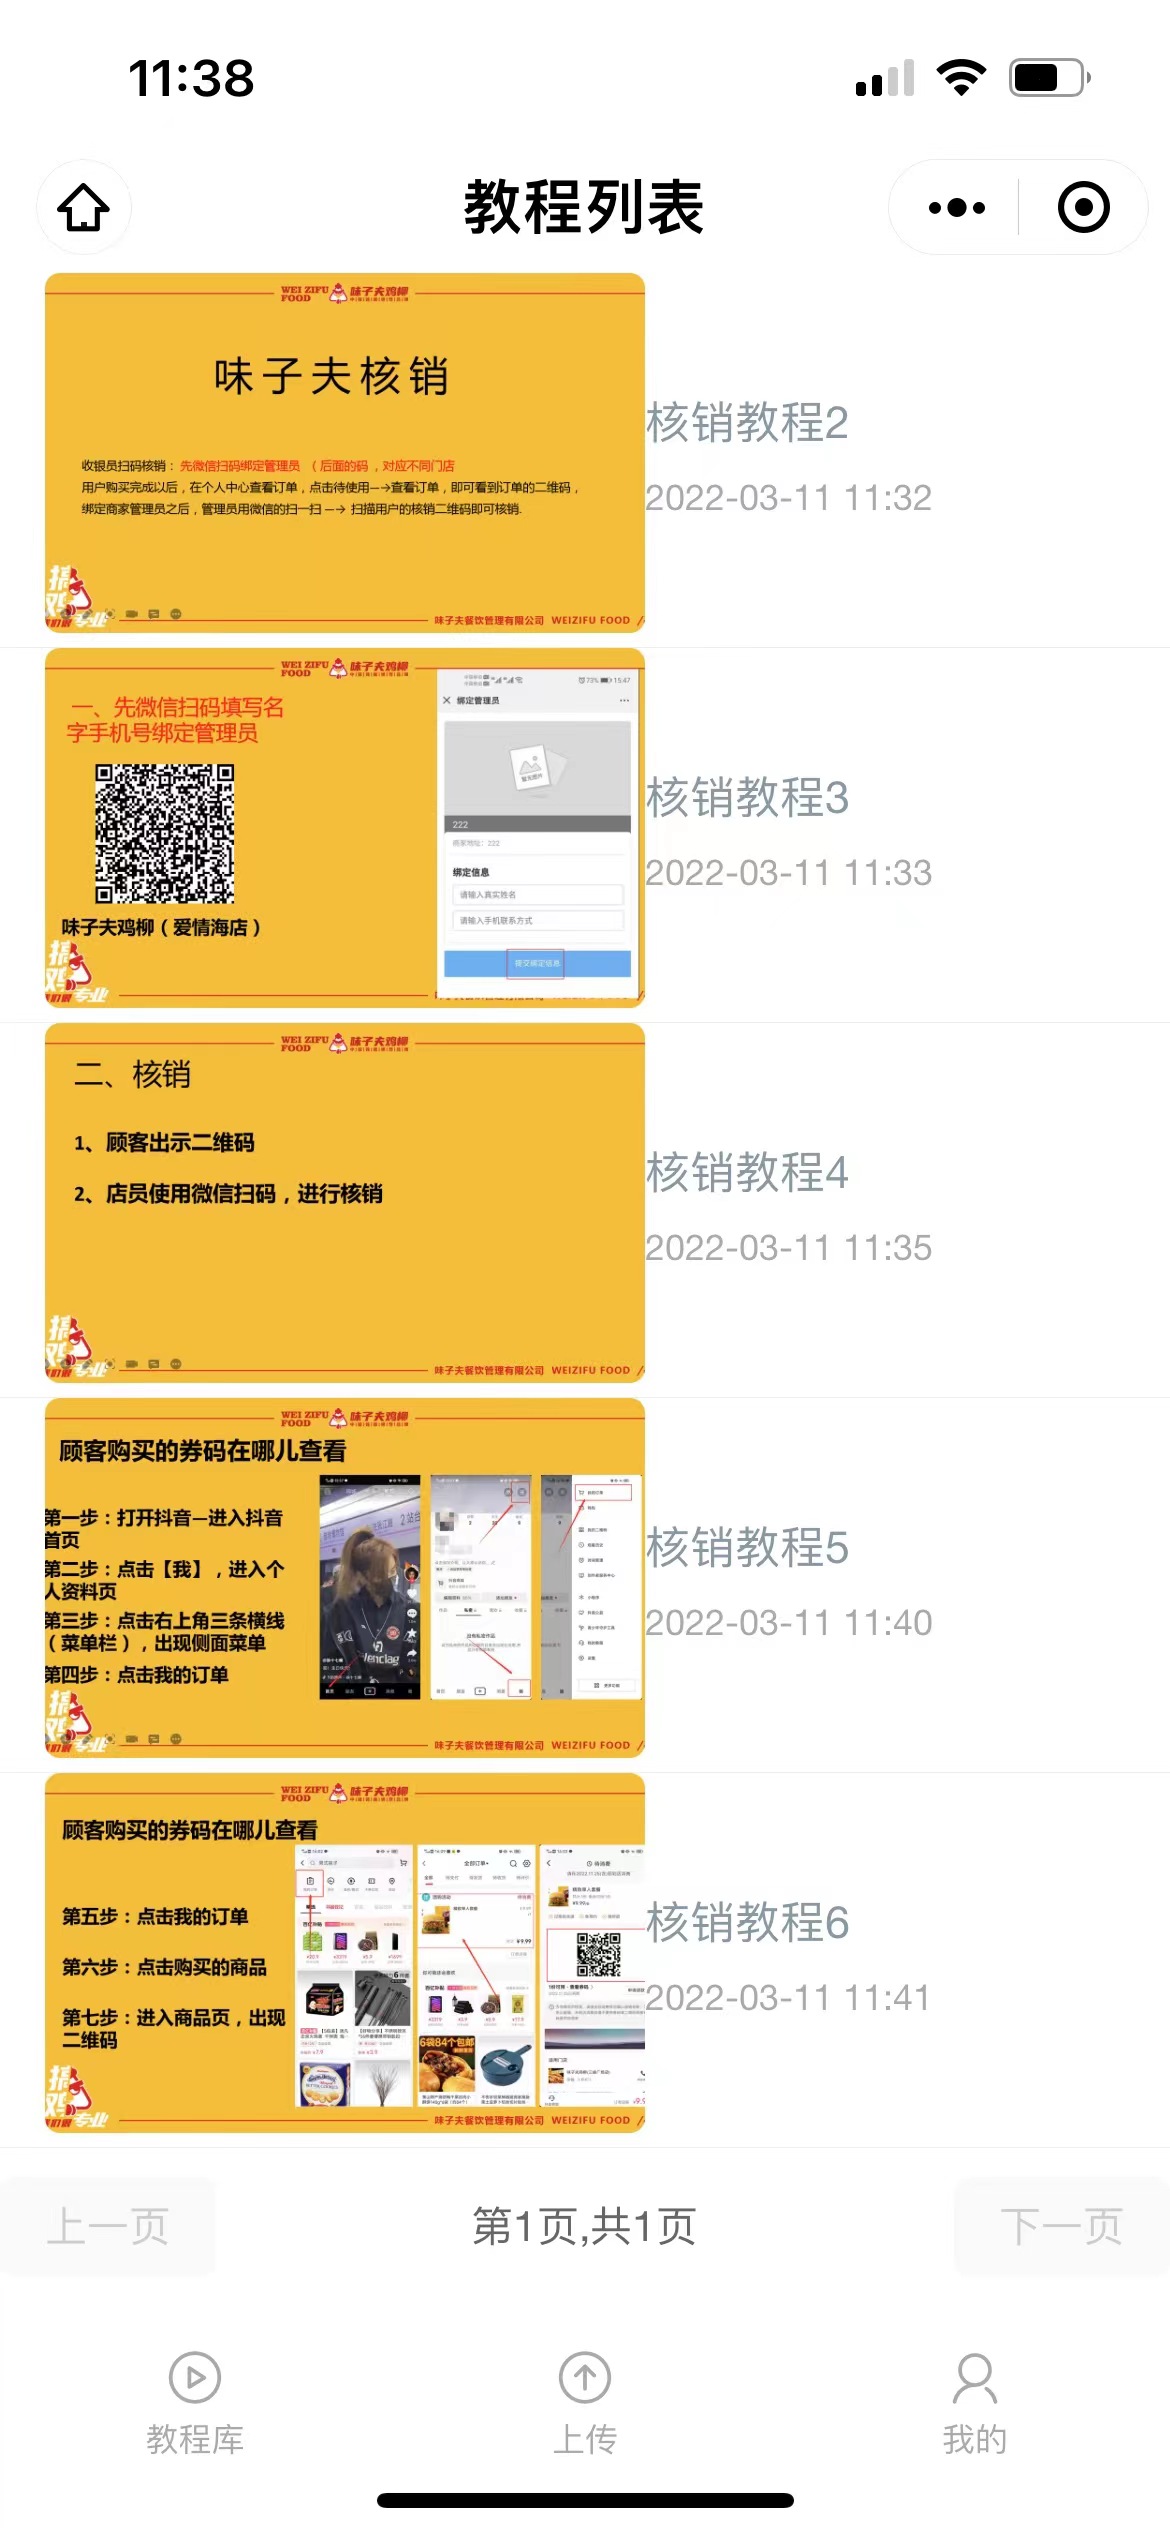 11:38
教程列表
WEI ZIFU FOOD 味子夫鸡柳
味子夫核销
收银员扫码核销：先微信扫码绑定管理员 （后面的码，对应不同门店
用户购买完成以后，在个人中心查看订单，点击待使用—→查看订单，即可看到订单的二维码，
绑定商家管理员之后，管理员用微信的扫一扫 —→ 扫描用户的核销二维码即可核销.
味子夫餐饮管理有限公司 WEIZIFU FOOD
核销教程2
2022-03-11 11:32
WEI ZIFU FOOD 味子夫鸡柳
一、先微信扫码填写名
字手机号绑定管理员
味子夫鸡柳（爱情海店）
73% 15:47
绑定管理员
暂无图片
222
商家地址：222
绑定信息
请输入真实姓名
请输入手机联系方式
提交绑定信息
核销教程3
2022-03-11 11:33
WEI ZIFU FOOD 味子夫鸡柳
二、核销
1、顾客出示二维码
2、店员使用微信扫码，进行核销
味子夫餐饮管理有限公司 WEIZIFU FOOD
核销教程4
2022-03-11 11:35
WEI ZIFU FOOD 味子夫鸡柳
顾客购买的券码在哪儿查看
第一步：打开抖音—进入抖音
首页
第二步：点击【我】，进入个
人资料页
第三步：点击右上角三条横线
（菜单栏），出现侧面菜单
第四步：点击我的订单
味子夫餐饮管理有限公司 WEIZIFU FOOD
核销教程5
2022-03-11 11:40
WEI ZIFU FOOD 味子夫鸡柳
顾客购买的券码在哪儿查看
第五步：点击我的订单
第六步：点击购买的商品
第七步：进入商品页，出现
二维码
6袋84个包邮
味子夫餐饮管理有限公司 WEIZIFU FOOD
核销教程6
2022-03-11 11:41
上一页
第1页,共1页
下一页
教程库
上传
我的